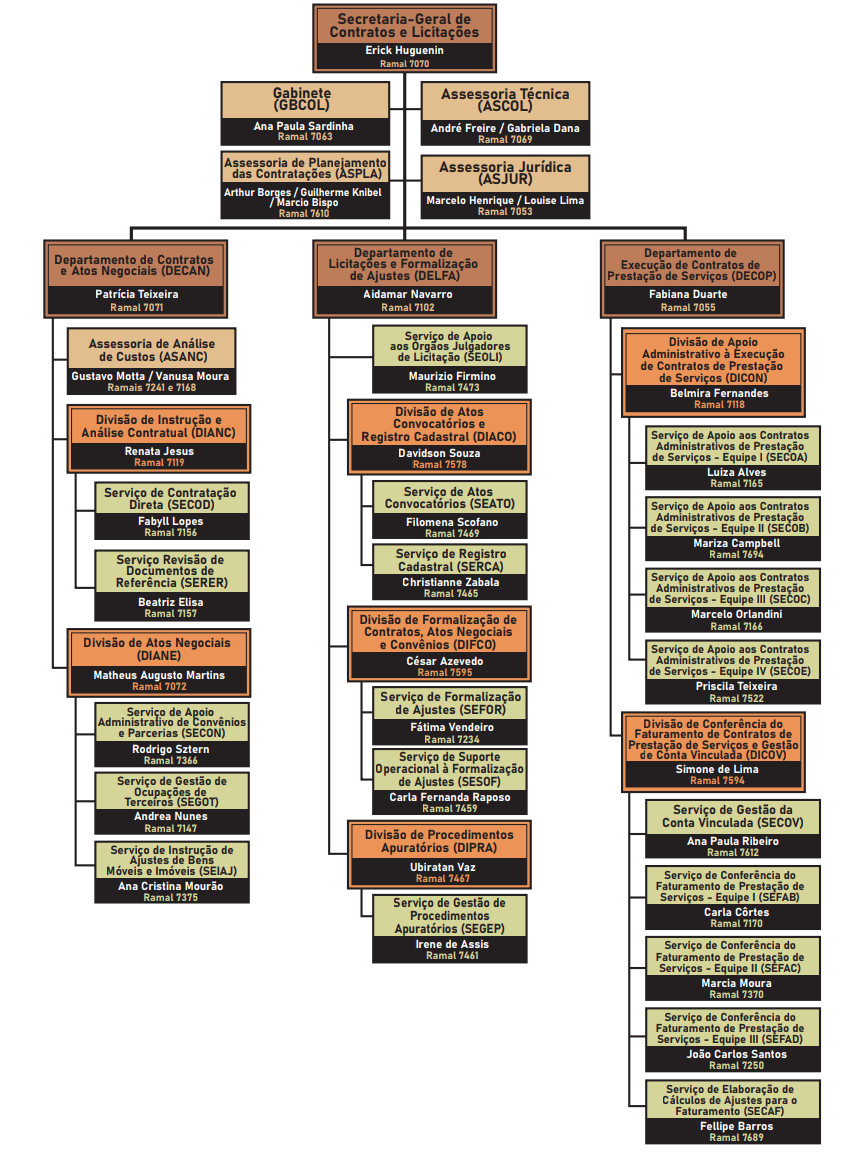 Secretaria-Geral de
Contratos e Licitações
Erick Huguenin
Ramal 7070
Gabinete
(GBCOL)
Ana Paula Sardinha
Ramal 7063
Assessoria Técnica
(ASCOL)
André Freire / Gabriela Dana
Ramal 7069
Assessoria de Planejamento
das Contratações (ASPLA)
Arthur Borges / Guilherme Knibel
/ Marcio Bispo
Ramal 7610
Assessoria Jurídica
(ASJUR)
Marcelo Henrique / Louise Lima
Ramal 7053
Departamento de Contratos
e Atos Negociais (DECAN)
Patrícia Teixeira
Ramal 7071
Assessoria de Análise
de Custos (ASANC)
Gustavo Motta / Vanusa Moura
Ramais 7241 e 7168
Divisão de Instrução e
Análise Contratual (DIANC)
Renata Jesus
Ramal 7119
Serviço de Contratação
Direta (SECOD)
Fabyll Lopes
Ramal 7156
Serviço Revisão de
Documentos de
Referência (SERER)
Beatriz Elisa
Ramal 7157
Divisão de Atos Negociais
(DIANE)
Matheus Augusto Martins
Ramal 7072
Serviço de Apoio
Administrativo de Convênios
e Parcerias (SECON)
Rodrigo Sztern
Ramal 7366
Serviço de Gestão de
Ocupações de
Terceiros (SEGOT)
Andrea Nunes
Ramal 7147
Serviço de Instrução de
Ajustes de Bens
Móveis e Imóveis (SEIAJ)
Ana Cristina Mourão
Ramal 7375
Departamento de
Licitações e Formalização
de Ajustes (DELFA)
Aidamar Navarro
Ramal 7102
Serviço de Apoio
aos Órgãos Julgadores
de Licitação (SEOLI)
Maurizio Firmino
Ramal 7473
Divisão de Atos
Convocatórios e
Registro Cadastral (DIACO)
Davidson Souza
Ramal 7578
Serviço de Atos
Convocatórios (SEATO)
Filomena Scofano
Ramal 7469
Serviço de Registro
Cadastral (SERCA)
Christianne Zabala
Ramal 7465
Divisão de Formalização de
Contratos, Atos Negociais
e Convênios (DIFCO)
César Azevedo
Ramal 7595
Serviço de Formalização
de Ajustes (SEFOR)
Fátima Vendeiro
Ramal 7234
Serviço de Suporte
Operacional à Formalização
de Ajustes (SESOF)
Carla Fernanda Raposo
Ramal 7459
Divisão de Procedimentos
Apuratórios (DIPRA)
Ubiratan Vaz
Ramal 7467
Serviço de Gestão de
Procedimentos
Apuratórios (SEGEP)
Irene de Assis
Ramal 7461
Departamento de
Execução de Contratos de
Prestação de Serviços (DECOP)
Fabiana Duarte
Ramal 7055
Divisão de Apoio
Administrativo à Execução
de Contratos de Prestação
de Serviços (DICON)
Belmira Fernandes
Ramal 7118
Serviço de Apoio aos Contratos
Administrativos de Prestação
de Serviços - Equipe I (SECOA)
Luiza Alves
Ramal 7165
Serviço de Apoio aos Contratos
Administrativos de Prestação
de Serviços - Equipe II (SECOB)
Mariza Campbell
Ramal 7694
Serviço de Apoio aos Contratos
Administrativos de Prestação
de Serviços - Equipe III (SECOC)
Marcelo Orlandini
Ramal 7166
Serviço de Apoio aos Contratos
Administrativos de Prestação
de Serviços - Equipe IV (SECOE)
Priscila Teixeira
Ramal 7522
Divisão de Conferência do
Faturamento de Contratos de
Prestação de Serviços e Gestão
de Conta Vinculada (DICOV)
Simone de Lima
Ramal 7594
Serviço de Gestão da
Conta Vinculada (SECOV)
Ana Paula Ribeiro
Ramal 7612
Serviço de Conferência do
Faturamento de Prestação de
Serviços - Equipe I (SEFAB)
Carla Côrtes
Ramal 7170
Serviço de Conferência do
Faturamento de Prestação de
Serviços - Equipe II (SEFAC)
Marcia Moura
Ramal 7370
Serviço de Conferência do
Faturamento de Prestação de
Serviços - Equipe III (SEFAD)
João Carlos Santos
Ramal 7250
Serviço de Elaboração de
Cálculos de Ajustes para o
Faturamento (SECAF)
Fellipe Barros
Ramal 7689